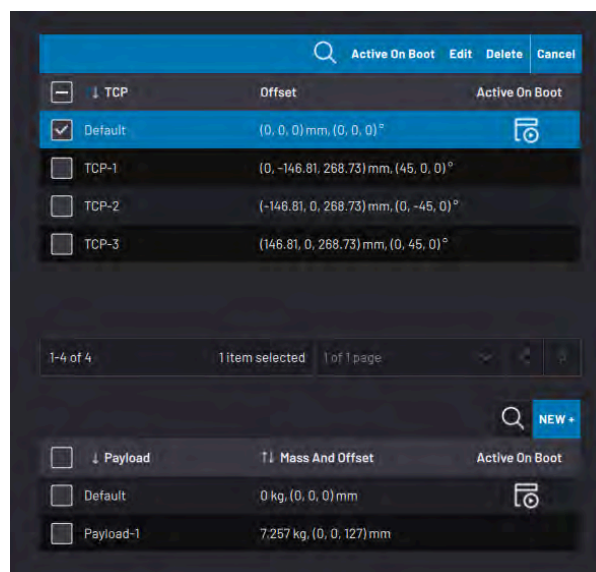 Active On Boot Edit Delete Cancel
↓ TCP Offset Active On Boot
Default (0, 0, 0) mm, (0, 0, 0)°
TCP-1 (0, -146.81, 268.73) mm, (45, 0, 0)°
TCP-2 (-146.81, 0, 268.73) mm, (0, -45, 0)°
TCP-3 (146.81, 0, 268.73) mm, (0, 45, 0)°
1-4 of 4 1 item selected 1 of 1 page
NEW +
↓ Payload ↑↓ Mass And Offset Active On Boot
Default 0 kg, (0, 0, 0) mm
Payload-1 7.257 kg, (0, 0, 127) mm